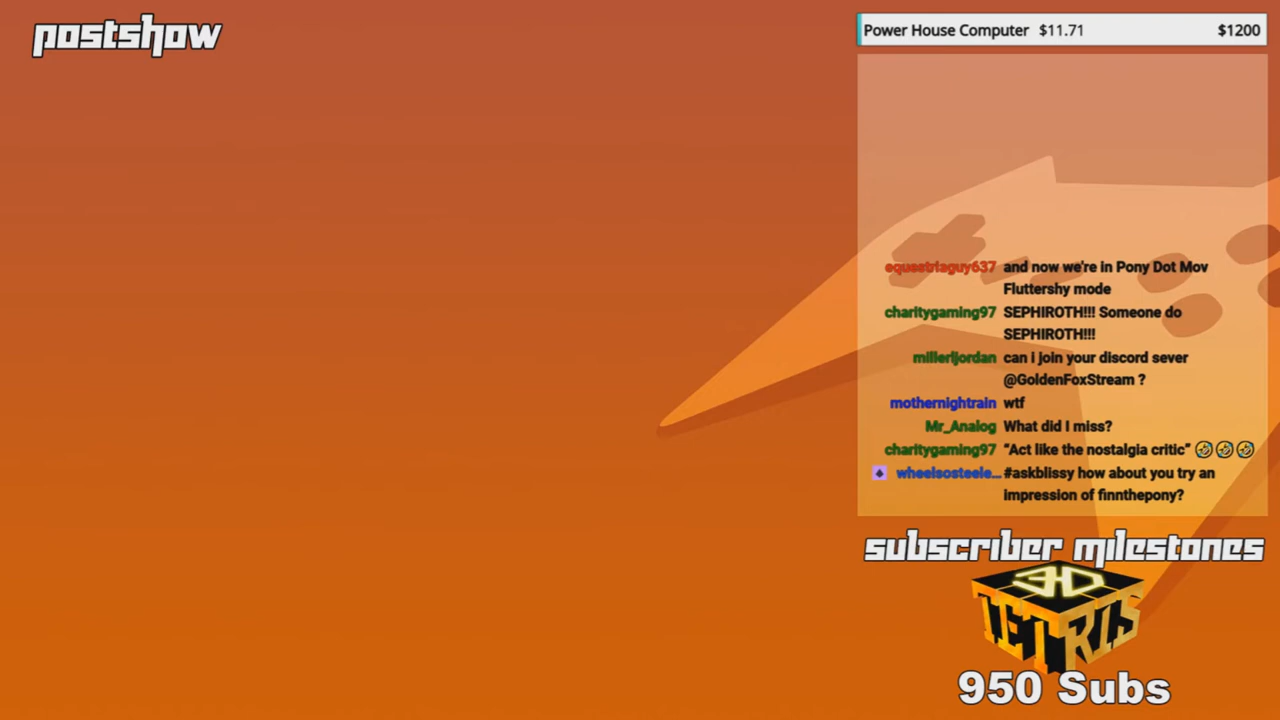 postshow
Power House Computer $11.71 $1200
equestriaguy637 and now we're in Pony Dot Mov
Fluttershy mode
charitygaming97 SEPHIROTH!!! Someone do
SEPHIROTH!!!
millerljordan can i join your discord sever
@GoldenFoxStream ?
mothernightrain wtf
Mr_Analog What did I miss?
charitygaming97 “Act like the nostalgia critic” 🤣🤣🤣
wheelsosteele... #askblissy how about you try an
impression of finnthepony?
subscriber milestones
3D
TETRIS
950 Subs